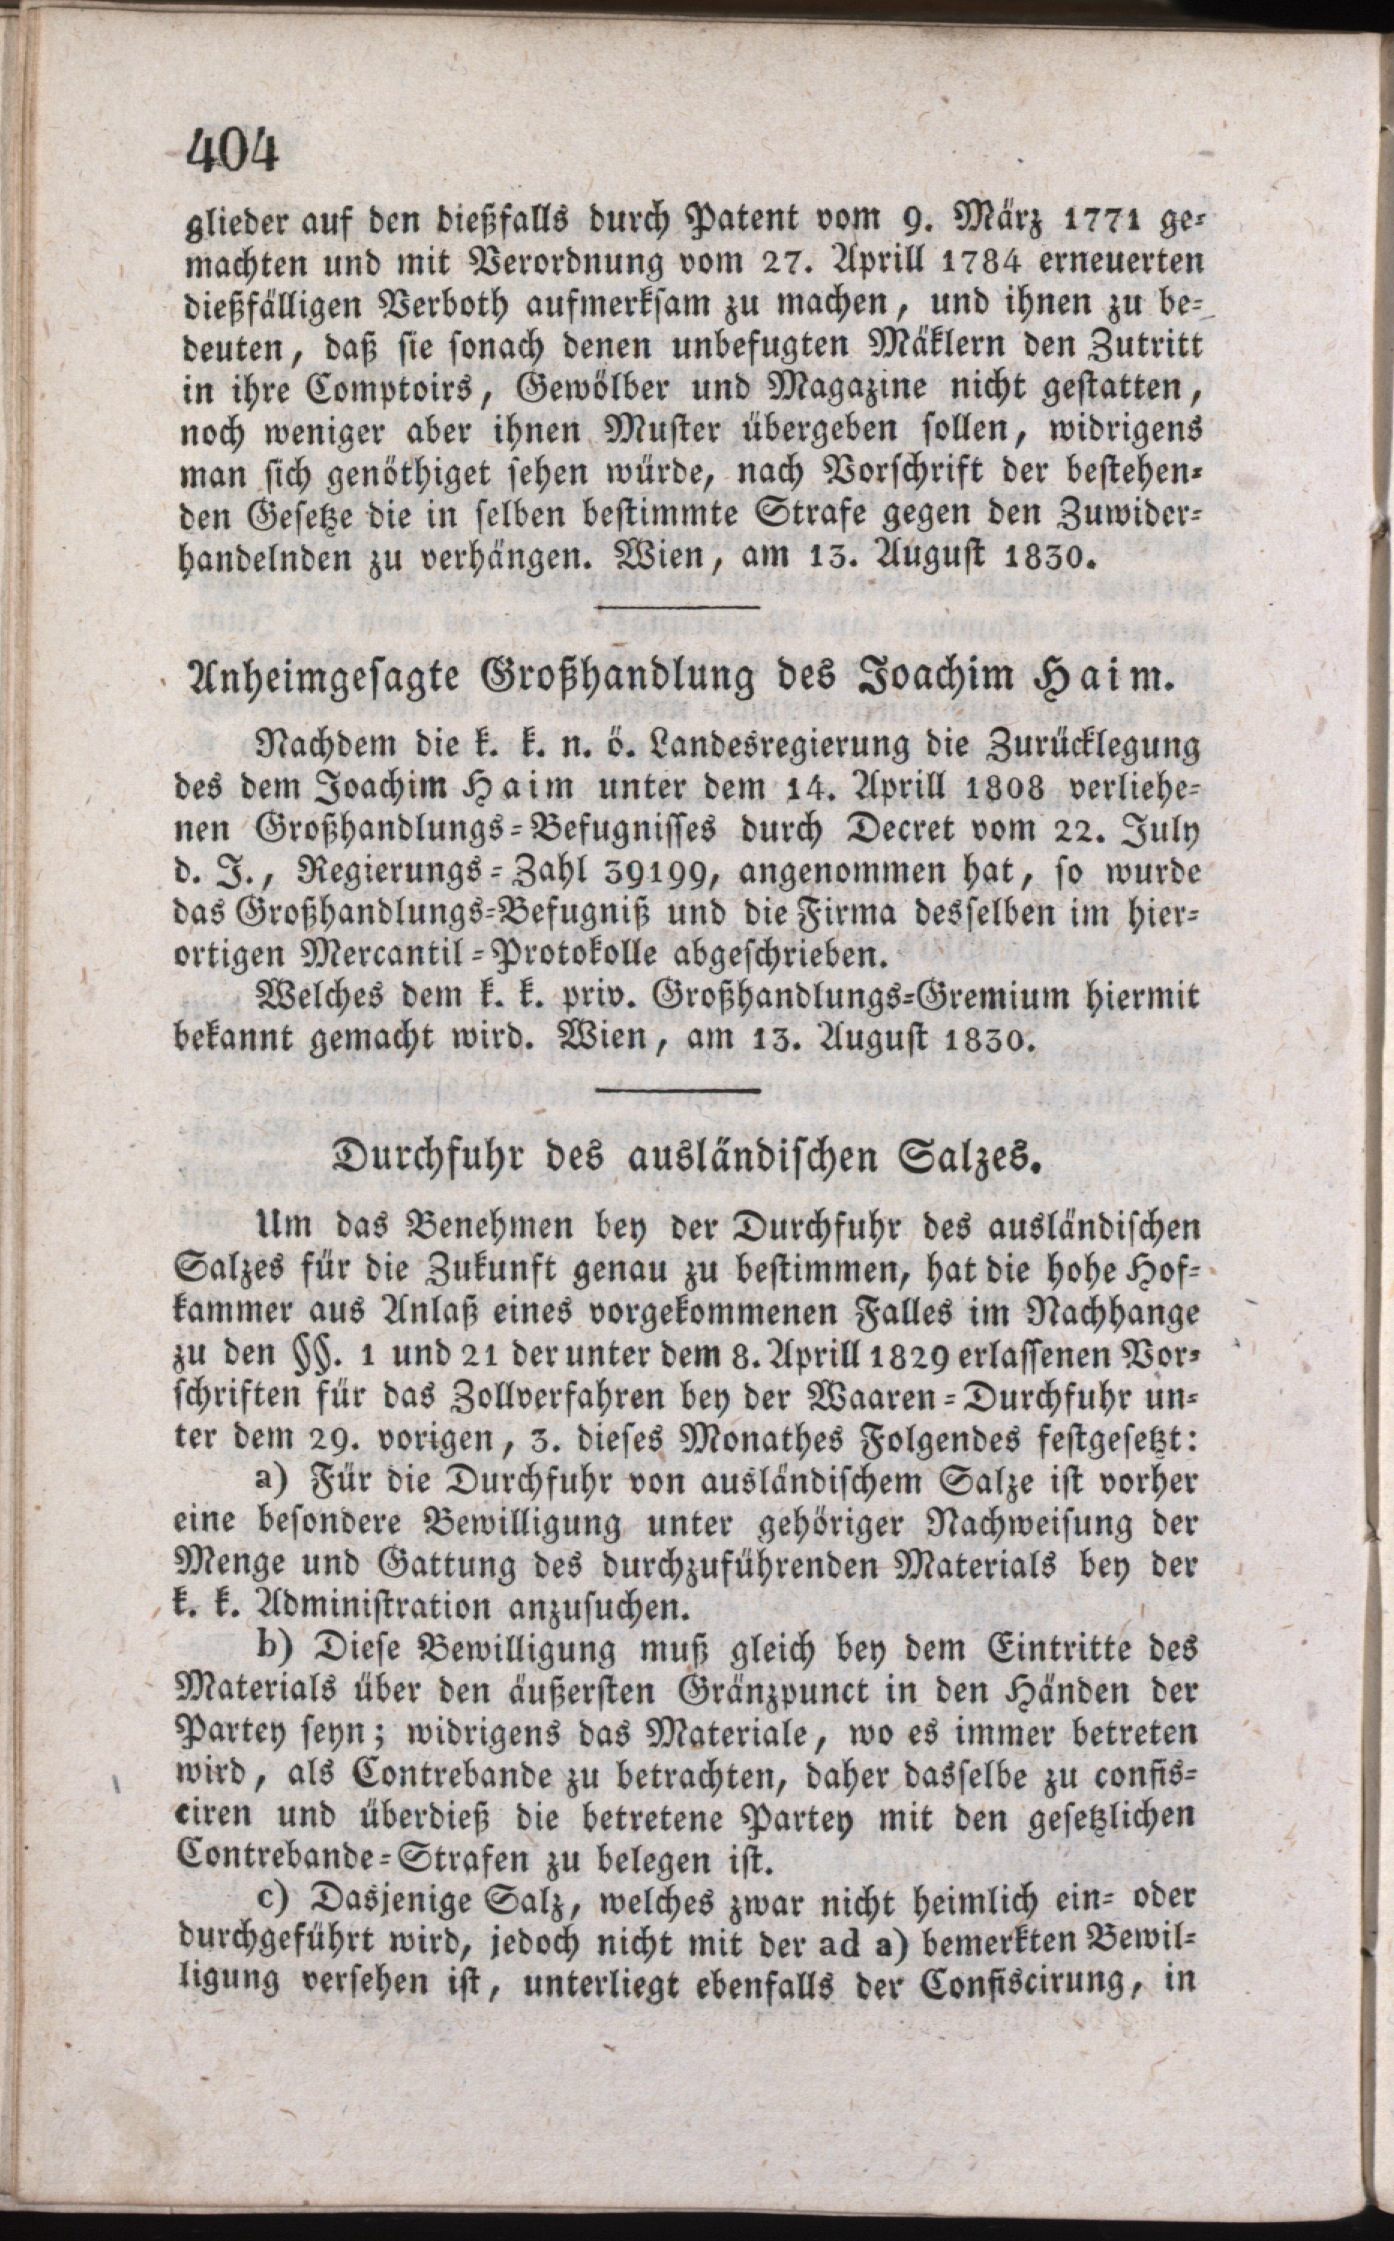 404
glieder auf den dießfalls durch Patent vom 9. März 1771 ge-
machten und mit Verordnung vom 27. Aprill 1784 erneuerten
dießfälligen Verboth aufmerksam zu machen, und ihnen zu be-
deuten, daß sie sonach denen unbefugten Mäklern den Zutritt
in ihre Comptoirs, Gewölber und Magazine nicht gestatten,
noch weniger aber ihnen Muster übergeben sollen, widrigens
man sich genöthiget sehen würde, nach Vorschrift der bestehen-
den Gesetze die in selben bestimmte Strafe gegen den Zuwider-
handelnden zu verhängen. Wien, am 13. August 1830.
Anheimgesagte Großhandlung des Joachim Haim.
Nachdem die k. k. n. ö. Landesregierung die Zurücklegung
des dem Joachim Haim unter dem 14. Aprill 1808 verliehe-
nen Großhandlungs-Befugnisses durch Decret vom 22. July
d. J., Regierungs-Zahl 39199, angenommen hat, so wurde
das Großhandlungs-Befugniß und die Firma desselben im hier-
ortigen Mercantil-Protokolle abgeschrieben.
Welches dem k. k. priv. Großhandlungs-Gremium hiermit
bekannt gemacht wird. Wien, am 13. August 1830.
Durchfuhr des ausländischen Salzes.
Um das Benehmen bey der Durchfuhr des ausländischen
Salzes für die Zukunft genau zu bestimmen, hat die hohe Hof-
kammer aus Anlaß eines vorgekommenen Falles im Nachhange
zu den §§. 1 und 21 der unter dem 8. Aprill 1829 erlassenen Vor-
schriften für das Zollverfahren bey der Waaren-Durchfuhr un-
ter dem 29. vorigen, 3. dieses Monathes Folgendes festgesetzt:
a) Für die Durchfuhr von ausländischem Salze ist vorher
eine besondere Bewilligung unter gehöriger Nachweisung der
Menge und Gattung des durchzuführenden Materials bey der
k. k. Administration anzusuchen.
b) Diese Bewilligung muß gleich bey dem Eintritte des
Materials über den äußersten Gränzpunct in den Händen der
Partey seyn; widrigens das Materiale, wo es immer betreten
wird, als Contrebande zu betrachten, daher dasselbe zu confis-
ciren und überdieß die betretene Partey mit den gesetzlichen
Contrebande-Strafen zu belegen ist.
c) Dasjenige Salz, welches zwar nicht heimlich ein- oder
durchgeführt wird, jedoch nicht mit der ad a) bemerkten Bewil-
ligung versehen ist, unterliegt ebenfalls der Confiscirung, in